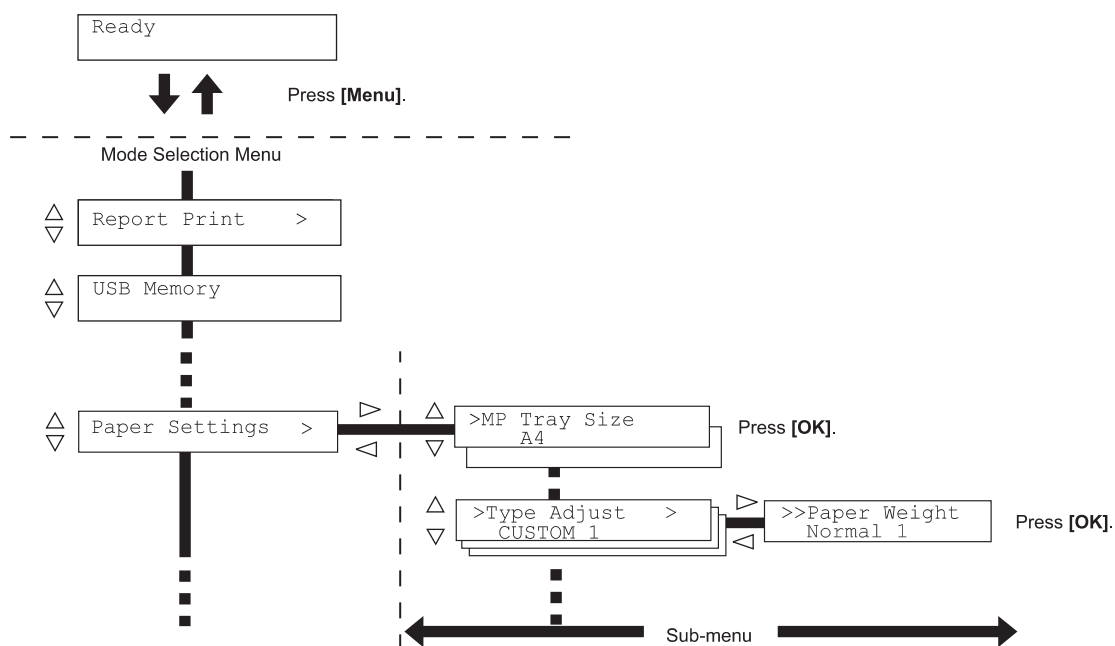 Ready
Press [Menu].
Mode Selection Menu
Report Print >
USB Memory
Paper Settings >
>MP Tray Size
A4
Press [OK].
>Type Adjust >
CUSTOM 1
>>Paper Weight
Normal 1
Press [OK].
Sub-menu